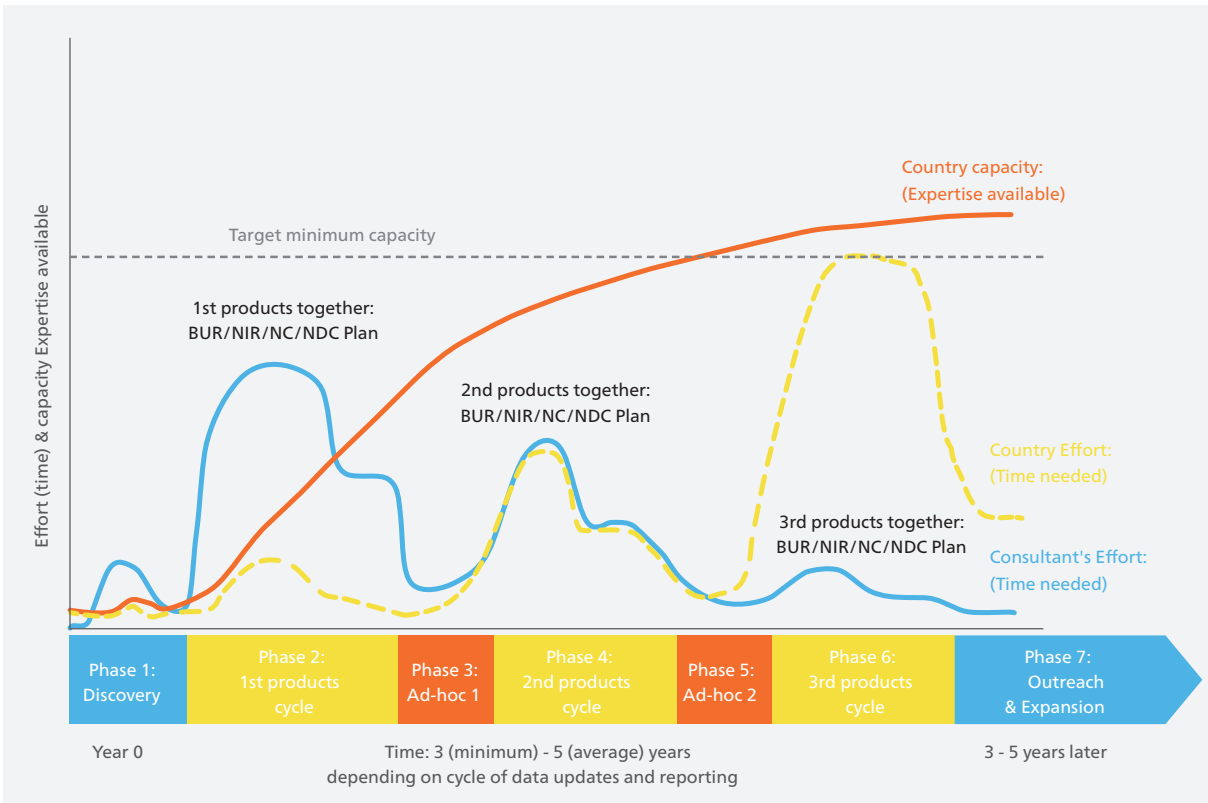 Effort (time) & capacity Expertise available
Country capacity:
(Expertise available)
Target minimum capacity
1st products together:
BUR/NIR/NC/NDC Plan
2nd products together:
BUR/NIR/NC/NDC Plan
Country Effort:
(Time needed)
3rd products together:
BUR/NIR/NC/NDC Plan
Consultant's Effort:
(Time needed)
Phase 1:
Discovery
Phase 2:
1st products
cycle
Phase 3:
Ad-hoc 1
Phase 4:
2nd products
cycle
Phase 5:
Ad-hoc 2
Phase 6:
3rd products
cycle
Phase 7:
Outreach
& Expansion
Year 0
Time: 3 (minimum) - 5 (average) years
depending on cycle of data updates and reporting
3 - 5 years later